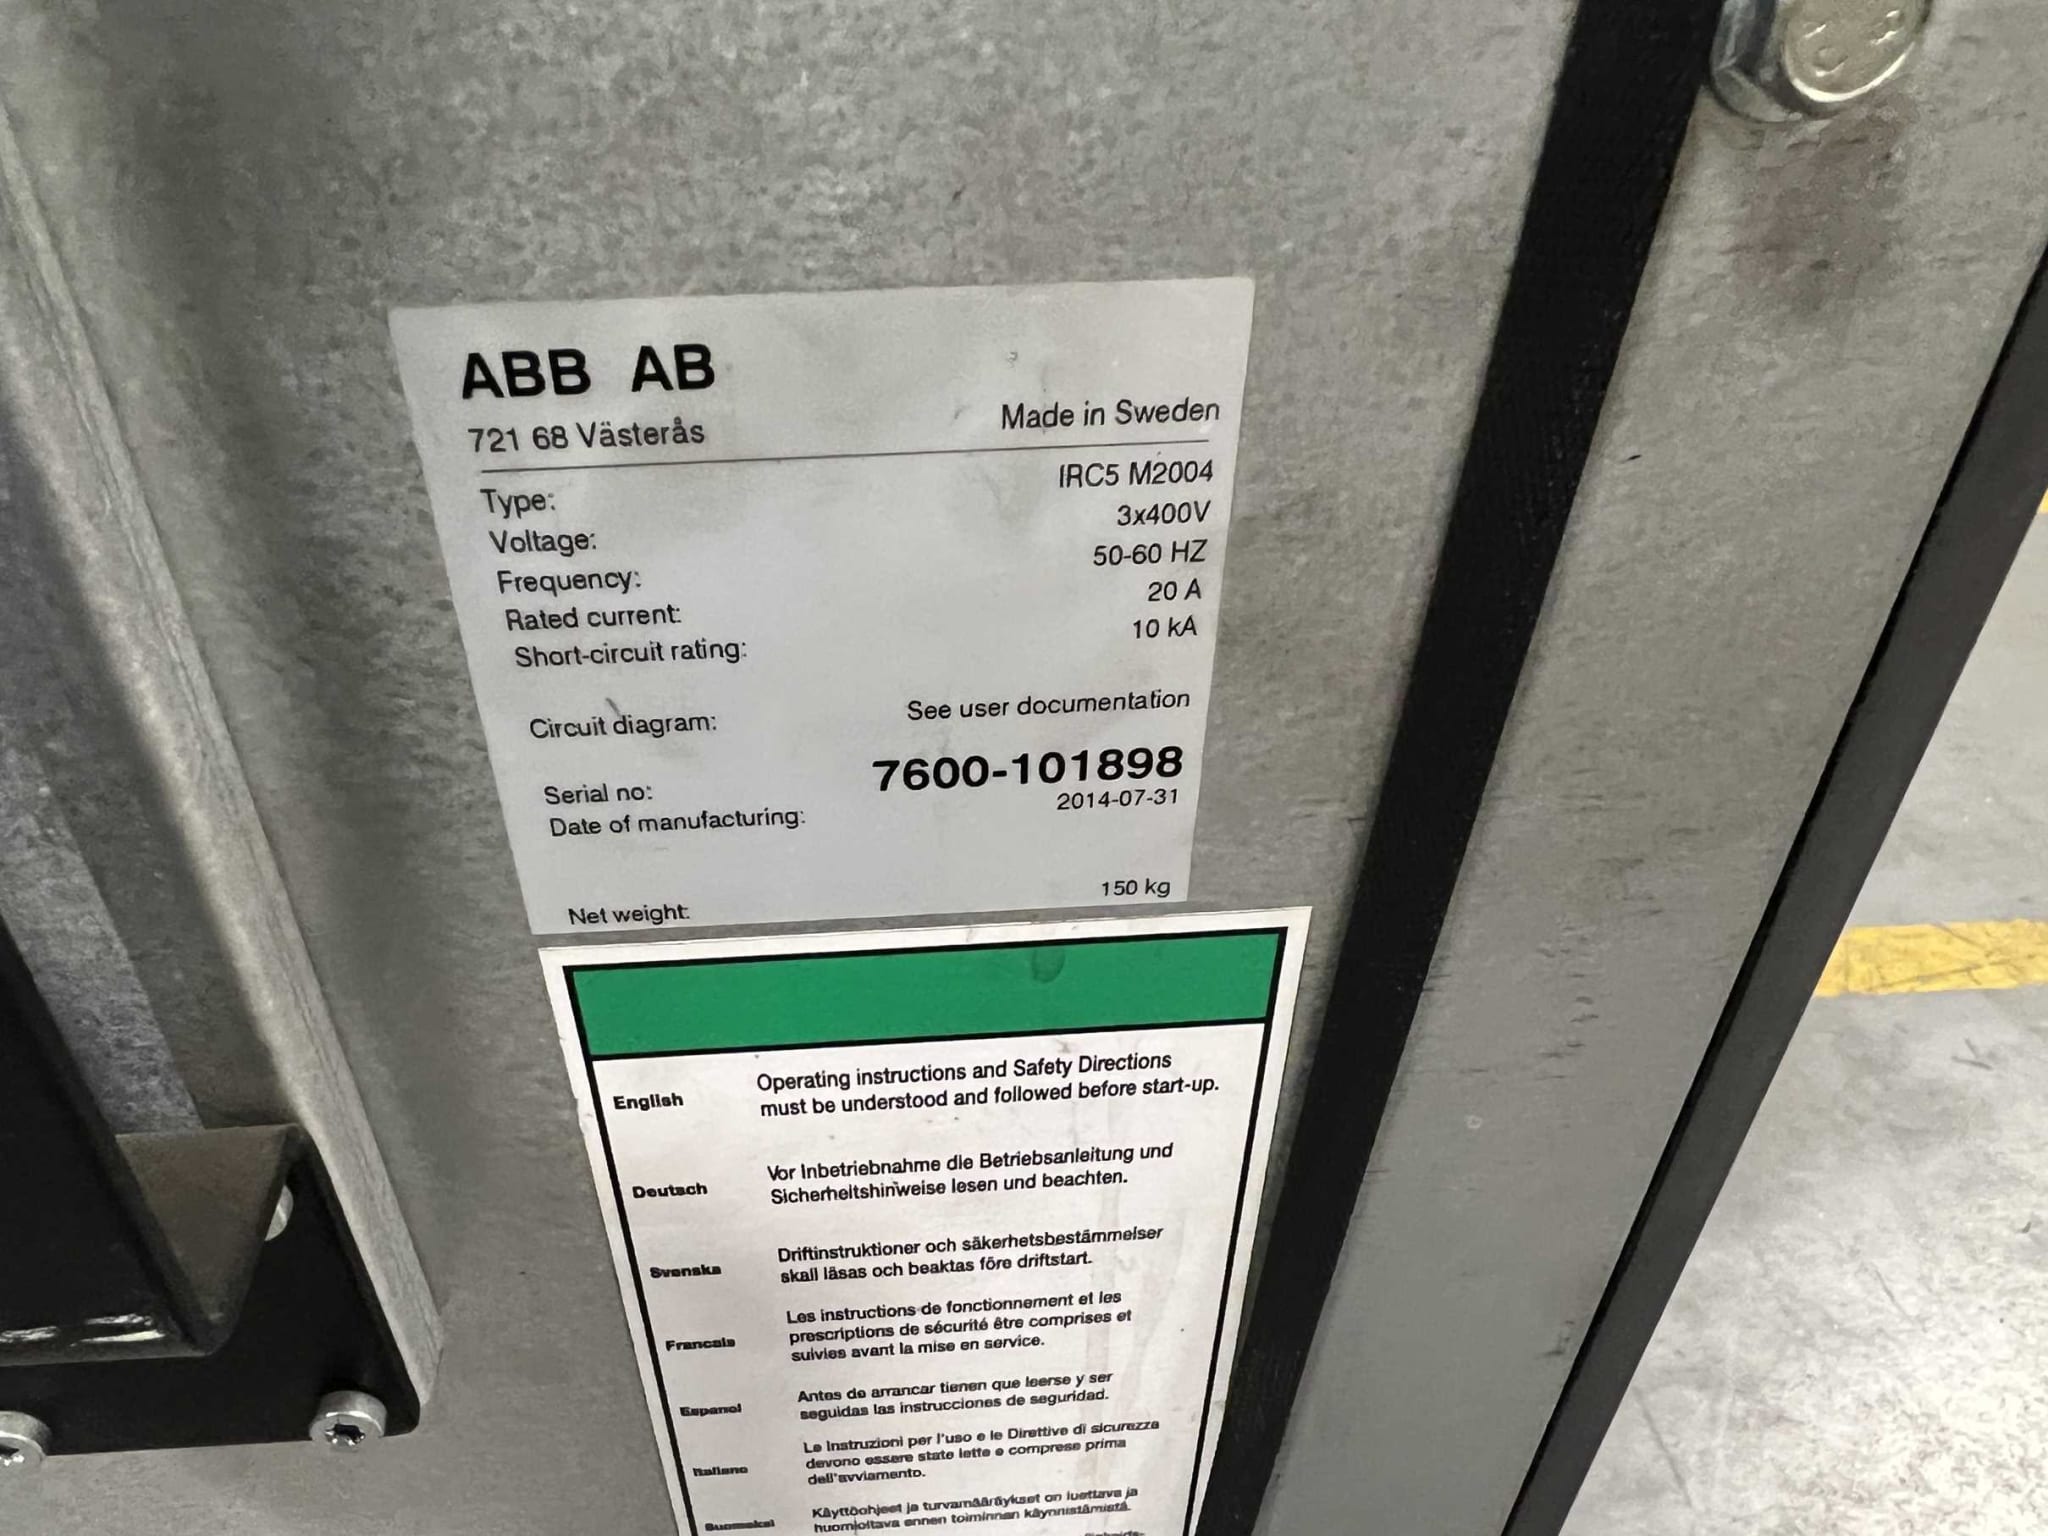 ABB AB
721 68 Västerås
Made in Sweden
Type: IRC5 M2004
Voltage: 3x400V
Frequency: 50-60 HZ
Rated current: 20 A
Short-circuit rating: 10 kA
Circuit diagram: See user documentation
Serial no: 7600-101898
Date of manufacturing: 2014-07-31
Net weight: 150 kg
English Operating instructions and Safety Directions
must be understood and followed before start-up.
Deutsch Vor Inbetriebnahme die Betriebsanleitung und
Sicherheitshinweise lesen und beachten.
Svenska Driftinstruktioner och säkerhetsbestämmelser
skall läsas och beaktas före driftstart.
Francais Les instructions de fonctionnement et les
prescriptions de sécurité être comprises et
suivies avant la mise en service.
Espanol Antes de arrancar tienen que leerse y ser
seguidas las instrucciones de seguridad.
Italiano Le Instruzioni per l'uso e le Direttive di sicurezza
devono essere state lette e comprese prima
dell'avviamento.
Suomeksi Käyttöohjeet ja turvamääräykset on luettava ja
huomioitava ennen toiminnan käynnistämistä.